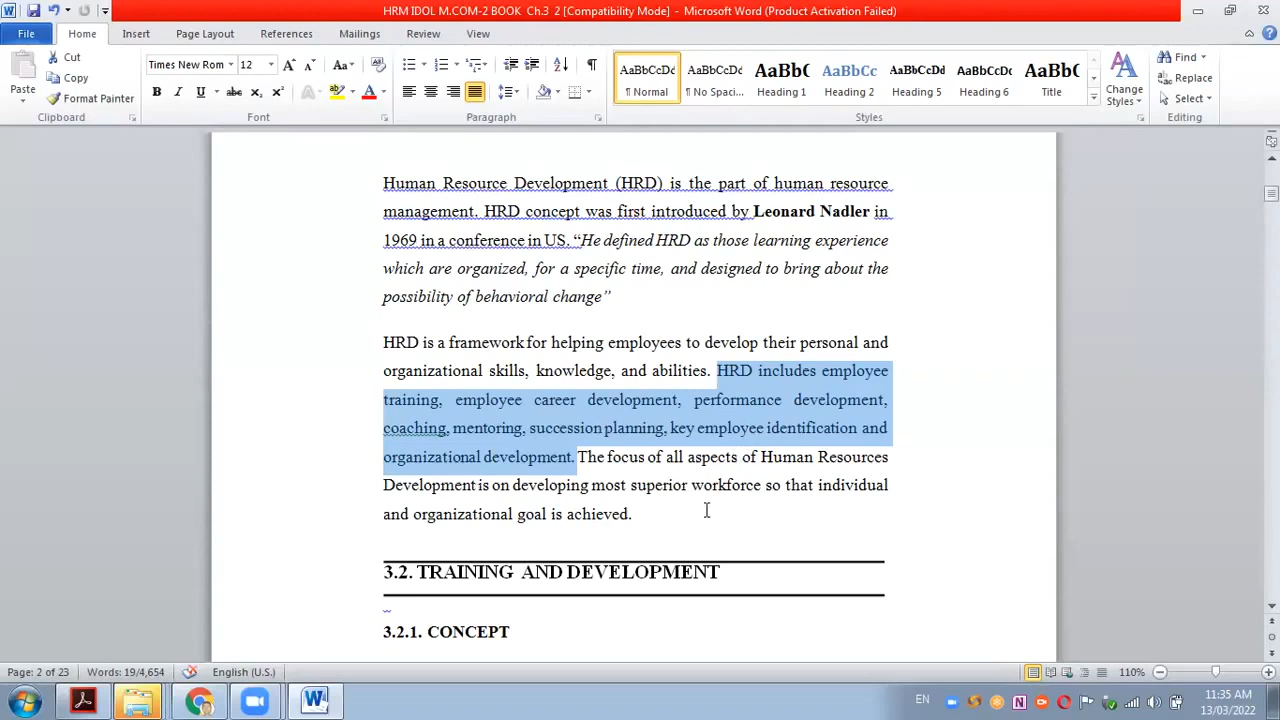 HRM IDOL M.COM-2 BOOK Ch.3 2 [Compatibility Mode] - Microsoft Word (Product Activation Failed)
File Home Insert Page Layout References Mailings Review View
Cut
Copy
Format Painter
Paste
Clipboard
Times New Rom 12
Font
Paragraph
AaBbCcDd AaBbCcDd AaBbC AaBbCc AaBbCcDd AaBbCcDd AaB(
¶ Normal ¶ No Spaci... Heading 1 Heading 2 Heading 5 Heading 6 Title
Change Styles
Styles
Find
Replace
Select
Editing
Human Resource Development (HRD) is the part of human resource
management. HRD concept was first introduced by Leonard Nadler in
1969 in a conference in US. “He defined HRD as those learning experience
which are organized, for a specific time, and designed to bring about the
possibility of behavioral change”
HRD is a framework for helping employees to develop their personal and
organizational skills, knowledge, and abilities. HRD includes employee
training, employee career development, performance development,
coaching, mentoring, succession planning, key employee identification and
organizational development. The focus of all aspects of Human Resources
Development is on developing most superior workforce so that individual
and organizational goal is achieved.
3.2. TRAINING AND DEVELOPMENT
3.2.1. CONCEPT
Page: 2 of 23 Words: 19/4,654 English (U.S.) 110%
EN 11:35 AM
13/03/2022